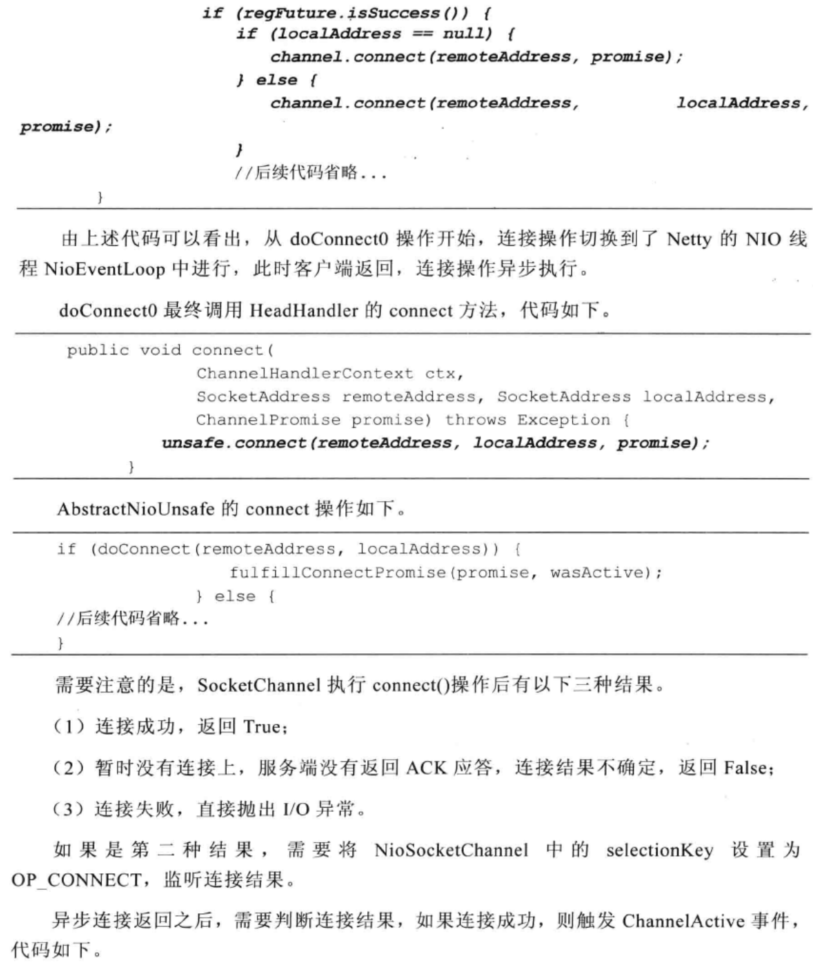 if (regFuture.isSuccess()) {
if (localAddress == null) {
channel.connect(remoteAddress, promise);
} else {
channel.connect(remoteAddress, localAddress,
promise);
}
//后续代码省略...
}
由上述代码可以看出，从 doConnect0 操作开始，连接操作切换到了 Netty 的 NIO 线
程 NioEventLoop 中进行，此时客户端返回，连接操作异步执行。
doConnect0 最终调用 HeadHandler 的 connect 方法，代码如下。
public void connect(
ChannelHandlerContext ctx,
SocketAddress remoteAddress, SocketAddress localAddress,
ChannelPromise promise) throws Exception {
unsafe.connect(remoteAddress, localAddress, promise);
}
AbstractNioUnsafe 的 connect 操作如下。
if (doConnect(remoteAddress, localAddress)) {
fulfillConnectPromise(promise, wasActive);
} else {
//后续代码省略...
}
需要注意的是，SocketChannel 执行 connect()操作后有以下三种结果。
（1）连接成功，返回 True；
（2）暂时没有连接上，服务端没有返回 ACK 应答，连接结果不确定，返回 False；
（3）连接失败，直接抛出 I/O 异常。
如果是第二种结果，需要将 NioSocketChannel 中的 selectionKey 设置为
OP_CONNECT，监听连接结果。
异步连接返回之后，需要判断连接结果，如果连接成功，则触发 ChannelActive 事件，
代码如下。